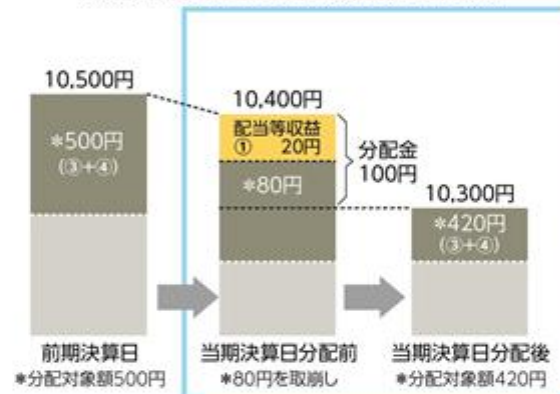 10,500円
*500円
(③+④)
前期決算日
*分配対象額500円
10,400円
配当等収益
① 20円
*80円
分配金
100円
当期決算日分配前
*80円を取崩し
10,300円
*420円
(③+④)
当期決算日分配後
*分配対象額420円